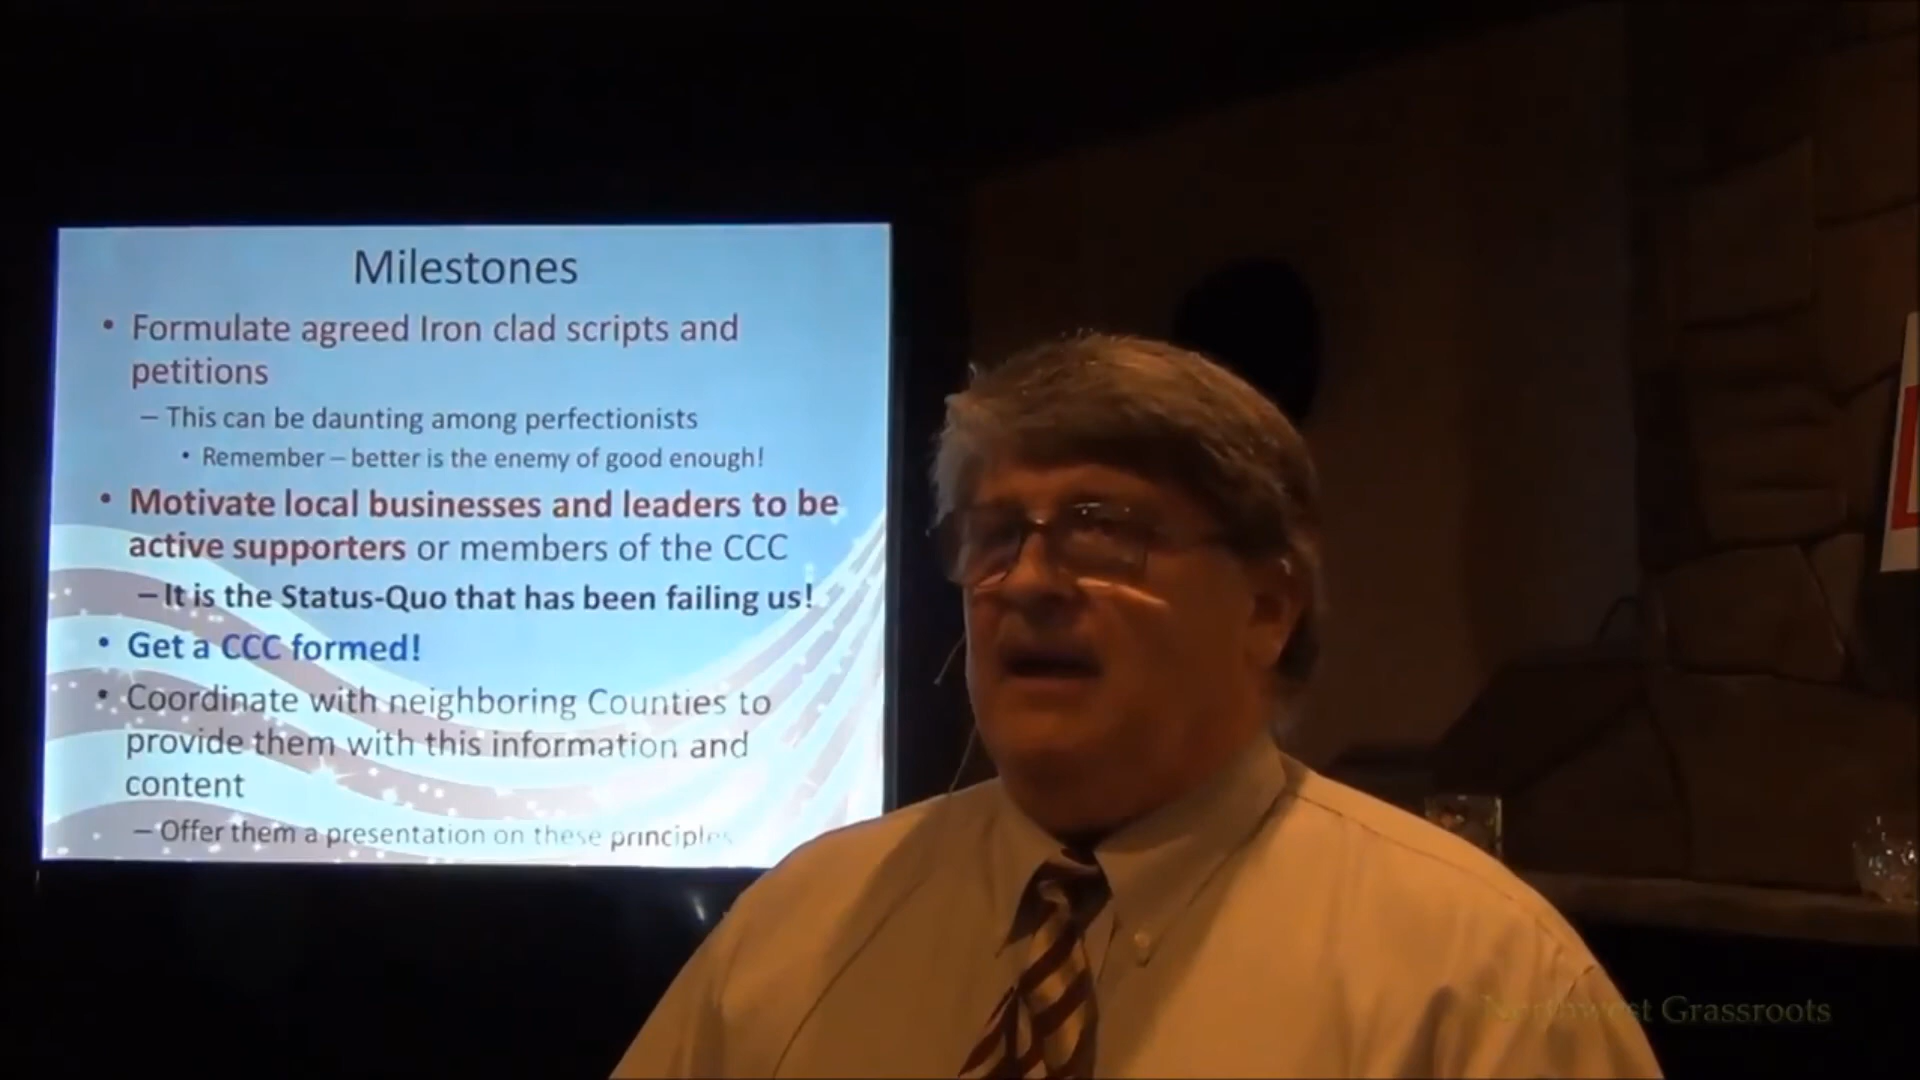 Milestones
• Formulate agreed Iron clad scripts and
petitions
– This can be daunting among perfectionists
• Remember – better is the enemy of good enough!
• Motivate local businesses and leaders to be
active supporters or members of the CCC
– It is the Status-Quo that has been failing us!
• Get a CCC formed!
• Coordinate with neighboring Counties to
provide them with this information and
content
– Offer them a presentation on these principles
Northwest Grassroots